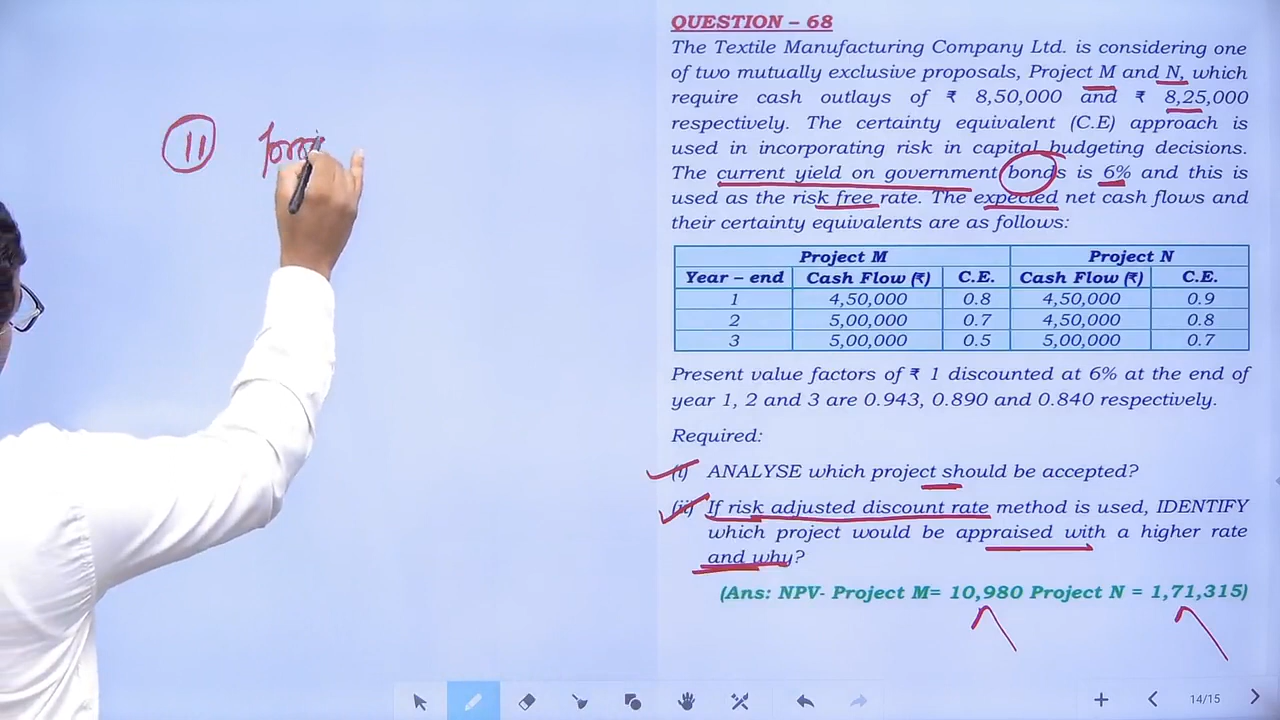 11
QUESTION – 68
The Textile Manufacturing Company Ltd. is considering one
of two mutually exclusive proposals, Project M and N, which
require cash outlays of ₹ 8,50,000 and ₹ 8,25,000
respectively. The certainty equivalent (C.E) approach is
used in incorporating risk in capital budgeting decisions.
The current yield on government bonds is 6% and this is
used as the risk free rate. The expected net cash flows and
their certainty equivalents are as follows:
Project M Project N
Year – end Cash Flow (₹) C.E. Cash Flow (₹) C.E.
1 4,50,000 0.8 4,50,000 0.9
2 5,00,000 0.7 4,50,000 0.8
3 5,00,000 0.5 5,00,000 0.7
Present value factors of ₹ 1 discounted at 6% at the end of
year 1, 2 and 3 are 0.943, 0.890 and 0.840 respectively.
Required:
(i) ANALYSE which project should be accepted?
(ii) If risk adjusted discount rate method is used, IDENTIFY
which project would be appraised with a higher rate
and why?
(Ans: NPV- Project M= 10,980 Project N = 1,71,315)
14/15